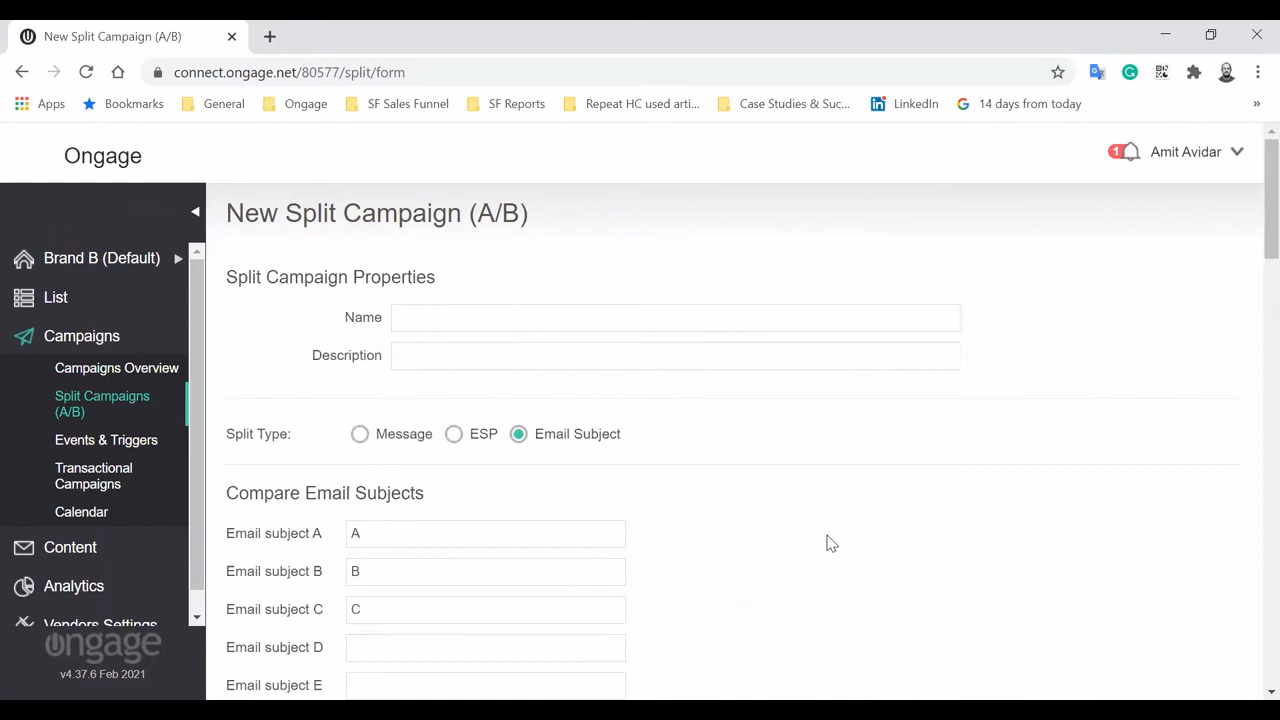 New Split Campaign (A/B)
connect.ongage.net/80577/split/form
Apps Bookmarks General Ongage SF Sales Funnel SF Reports Repeat HC used arti... Case Studies & Suc... LinkedIn 14 days from today »
Ongage
1 Amit Avidar
Brand B (Default)
List
Campaigns
Campaigns Overview
Split Campaigns
(A/B)
Events & Triggers
Transactional
Campaigns
Calendar
Content
Analytics
Vendors Settings
ongage
v4.37.6 Feb 2021
New Split Campaign (A/B)
Split Campaign Properties
Name
Description
Split Type: Message ESP Email Subject
Compare Email Subjects
Email subject A A
Email subject B B
Email subject C C
Email subject D
Email subject E